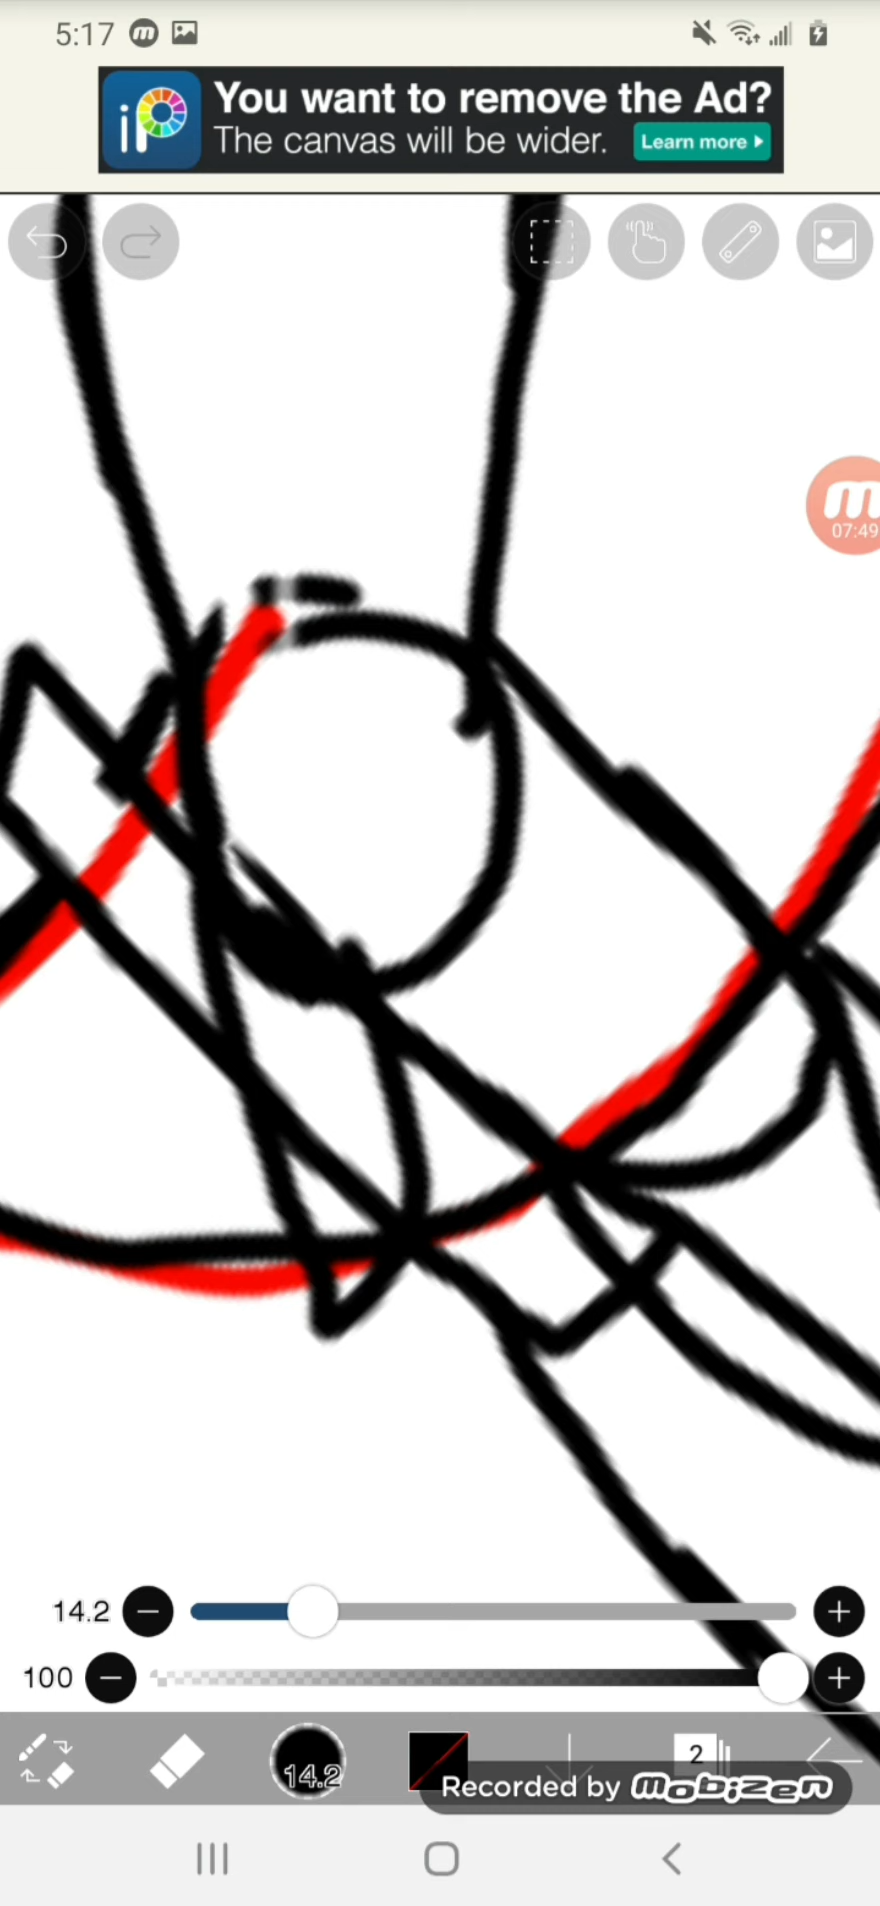 5:17 m
iP You want to remove the Ad?
The canvas will be wider. Learn more
m
07:49
14.2
100
14.2 2
Recorded by Mobizen